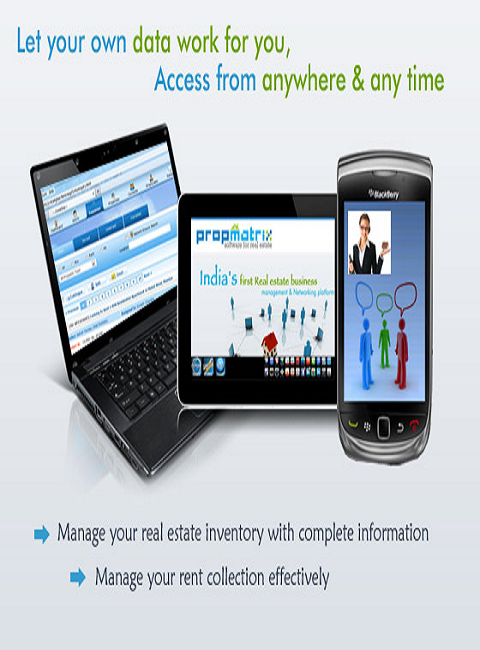 Let your own data work for you,
Access from anywhere & any time
BlackBerry
propmatrix
software for real estate
India's first Real estate business
management & Networking platform
Manage your real estate inventory with complete information
Manage your rent collection effectively